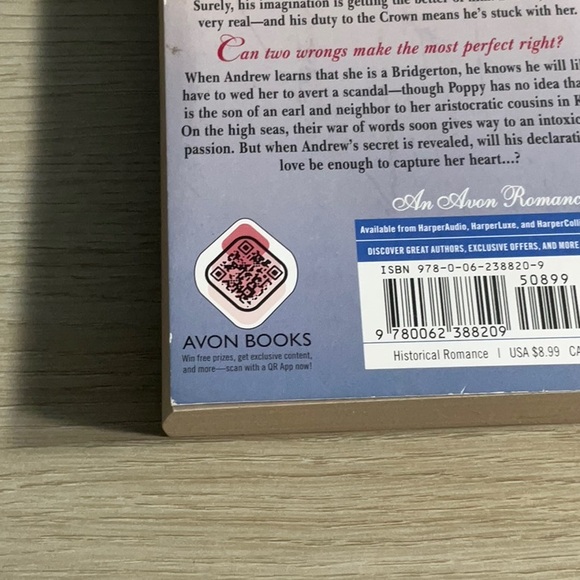 Surely, his imagination is getting the better of
very real—and his duty to the Crown means he's stuck with her.
Can two wrongs make the most perfect right?
When Andrew learns that she is a Bridgerton, he knows he will li
have to wed her to avert a scandal—though Poppy has no idea tha
is the son of an earl and neighbor to her aristocratic cousins in K
On the high seas, their war of words soon gives way to an intoxic
passion. But when Andrew's secret is revealed, will his declarati
love be enough to capture her heart...?
An Avon Romanc
Available from HarperAudio, HarperLuxe, and HarperColli
DISCOVER GREAT AUTHORS, EXCLUSIVE OFFERS, AND MORE
ISBN 978-0-06-238820-9
50899
9 780062 388209
Historical Romance | USA $8.99 CA
AVON BOOKS
Win free prizes, get exclusive content,
and more—scan with a QR App now!